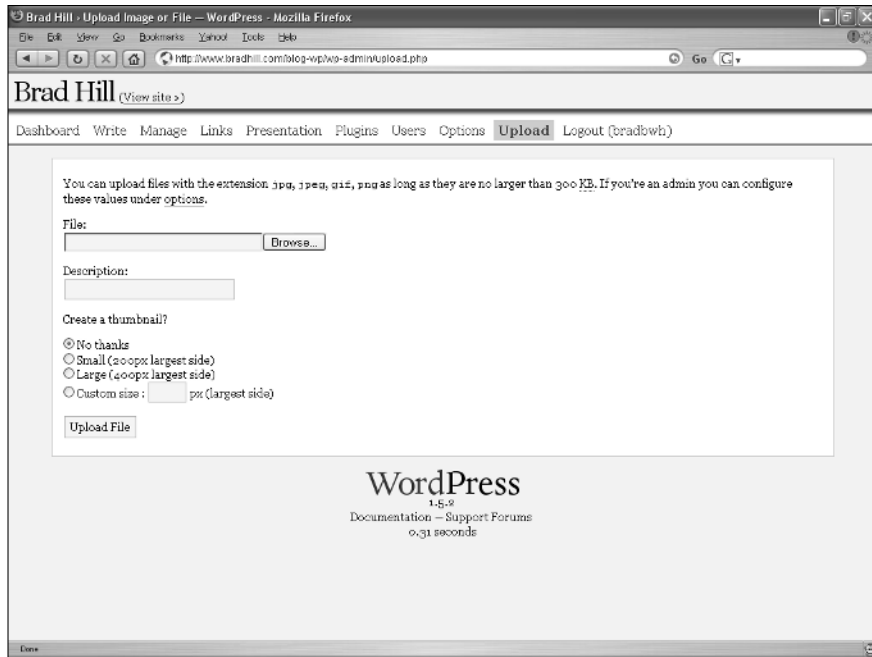 Brad Hill › Upload Image or File — WordPress - Mozilla Firefox
File Edit View Go Bookmarks Yahoo! Tools Help
http://www.bradhill.com/blog-wp/wp-admin/upload.php Go
Brad Hill (View site »)
Dashboard Write Manage Links Presentation Plugins Users Options Upload Logout (bradbwh)
You can upload files with the extension jpg, jpeg, gif, png as long as they are no larger than 300 KB. If you're an admin you can configure
these values under options.
File:
Browse...
Description:
Create a thumbnail?
No thanks
Small (200px largest side)
Large (400px largest side)
Custom size : px (largest side)
Upload File
WordPress
1.5.2
Documentation — Support Forums
0.31 seconds
Done